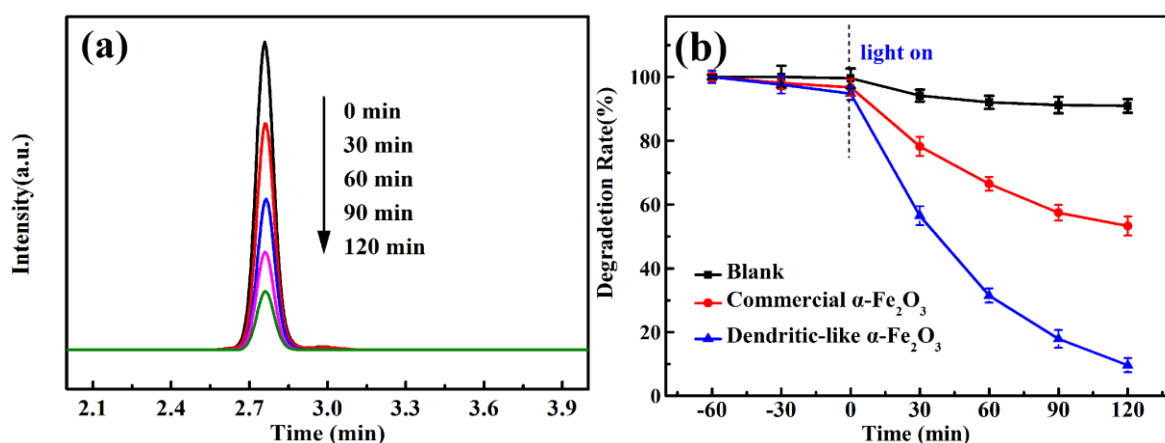 (a)
0 min
30 min
60 min
90 min
120 min
Intensity(a.u.)
2.1 2.4 2.7 3.0 3.3 3.6 3.9
Time (min)
(b)
light on
100
80
60
40
20
0
Degradetion Rate(%)
Blank
Commercial α-Fe₂O₃
Dendritic-like α-Fe₂O₃
-60 -30 0 30 60 90 120
Time (min)